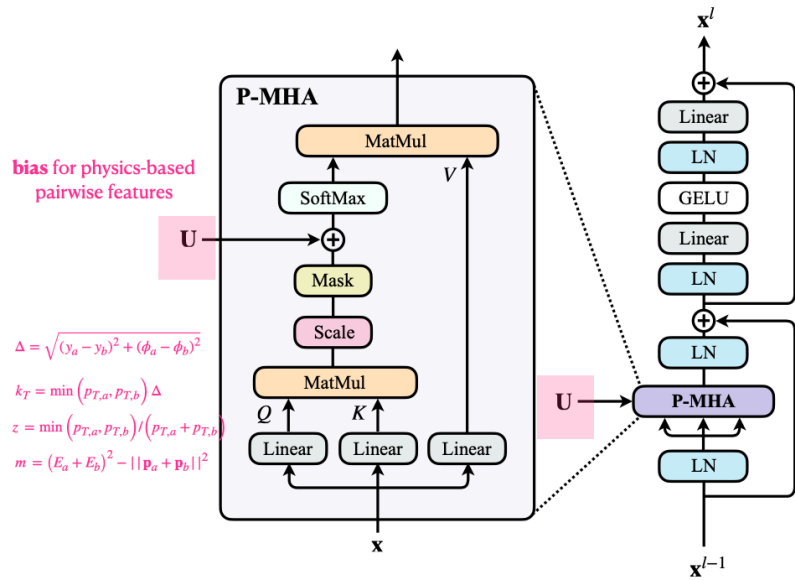 x^l
P-MHA
MatMul
V
SoftMax
bias for physics-based
pairwise features
U
Mask
Scale
MatMul
Q
K
Linear
Linear
Linear
x
Δ = √((y_a − y_b)^2 + (ϕ_a − ϕ_b)^2)
k_T = min (p_{T,a}, p_{T,b}) Δ
z = min (p_{T,a}, p_{T,b})/(p_{T,a} + p_{T,b})
m = (E_a + E_b)^2 − ||p_a + p_b||^2
Linear
LN
GELU
Linear
LN
LN
U
P-MHA
LN
x^{l−1}